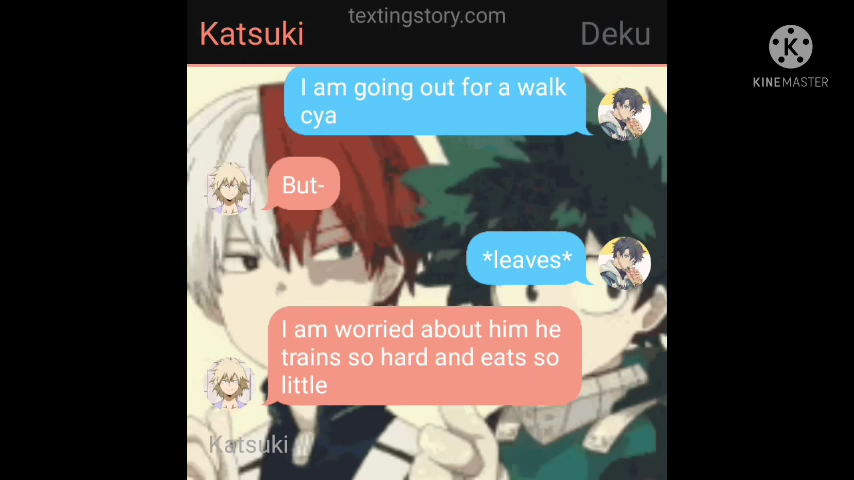 textingstory.com
Katsuki
Deku
KINEMASTER
I am going out for a walk
cya
But-
*leaves*
I am worried about him he
trains so hard and eats so
little
Katsuki